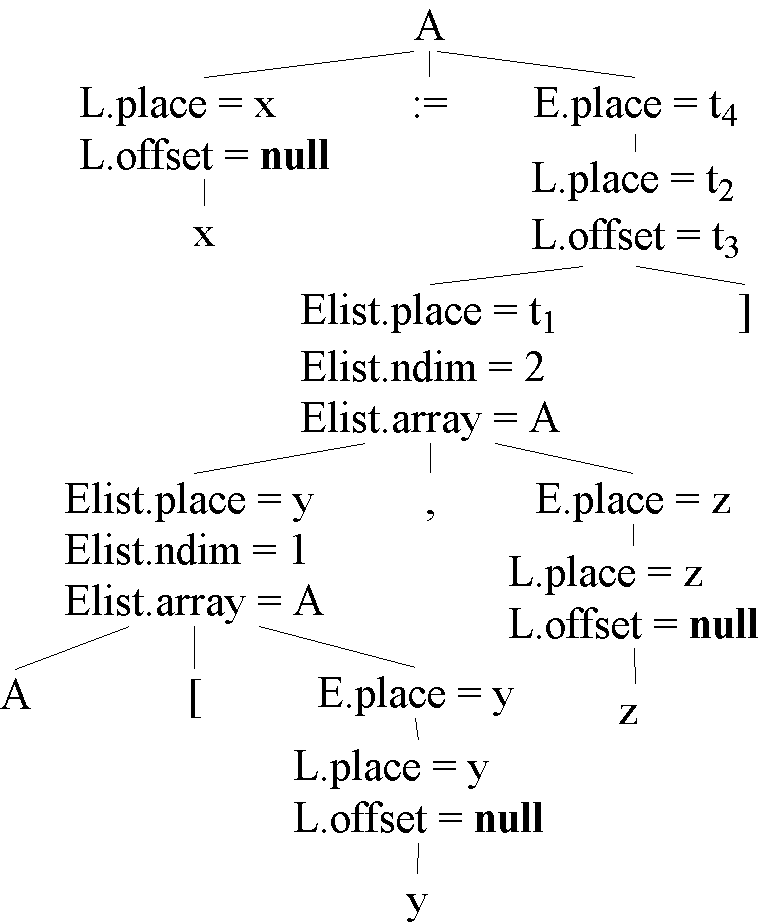 A
L.place = x := E.place = t₄
L.offset = null
L.place = t₂
x
L.offset = t₃
Elist.place = t₁ ]
Elist.ndim = 2
Elist.array = A
Elist.place = y , E.place = z
Elist.ndim = 1
L.place = z
Elist.array = A
L.offset = null
A [ E.place = y
z
L.place = y
L.offset = null
y